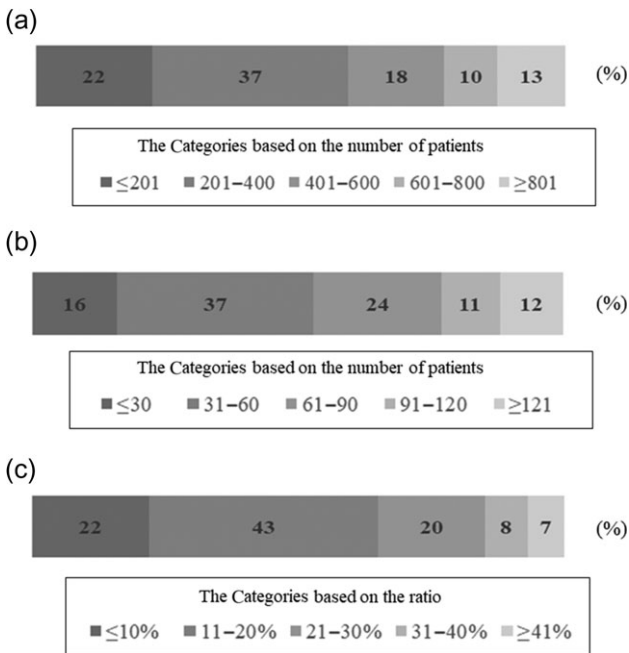 (a)
22 37 18 10 13 (%)
The Categories based on the number of patients
≤201 201–400 401–600 601–800 ≥801
(b)
16 37 24 11 12 (%)
The Categories based on the number of patients
≤30 31–60 61–90 91–120 ≥121
(c)
22 43 20 8 7 (%)
The Categories based on the ratio
≤10% 11–20% 21–30% 31–40% ≥41%